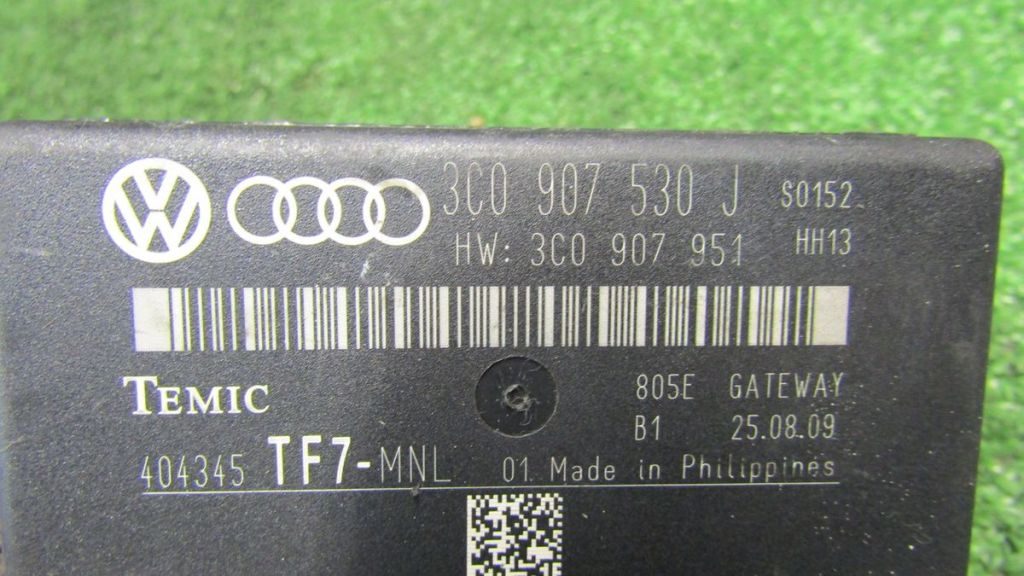 3C0 907 530 J S0152
HW: 3C0 907 951 HH13
TEMIC 805E GATEWAY
B1 25.08.09
404345 TF7-MNL 01 Made in Philippines